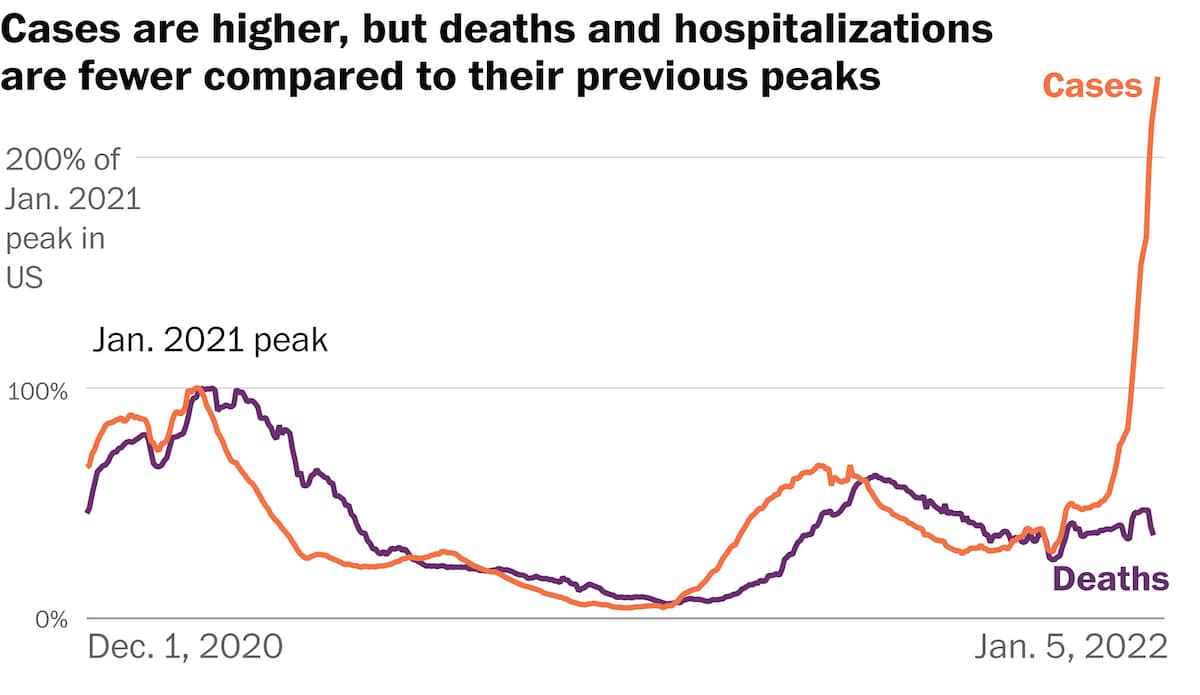 Cases are higher, but deaths and hospitalizations
are fewer compared to their previous peaks
Cases
200% of
Jan. 2021
peak in
US
Jan. 2021 peak
100%
Deaths
0%
Dec. 1, 2020
Jan. 5, 2022